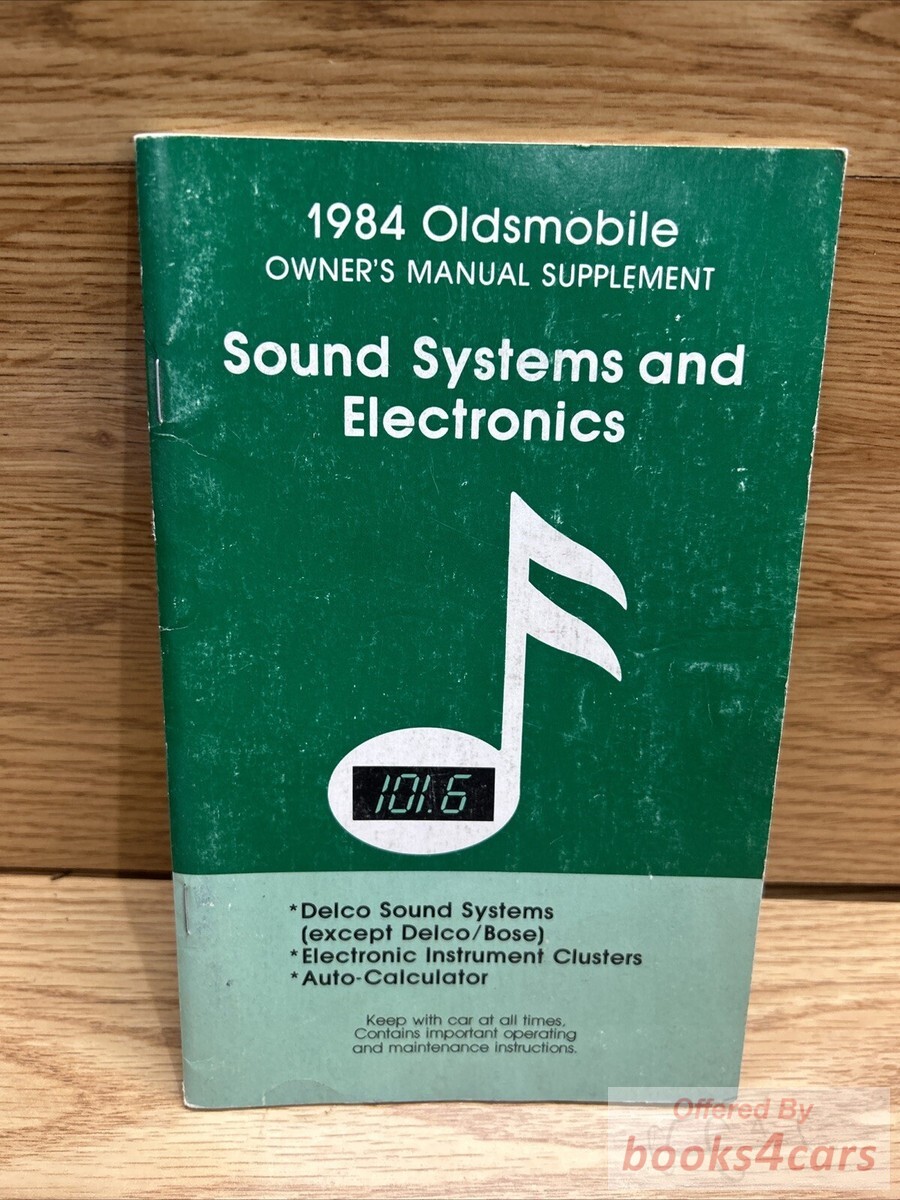 1984 Oldsmobile
OWNER'S MANUAL SUPPLEMENT
Sound Systems and
Electronics
101.6
*Delco Sound Systems
(except Delco/Bose)
*Electronic Instrument Clusters
*Auto-Calculator
Keep with car at all times.
Contains important operating
and maintenance instructions.
Offered By
books4cars